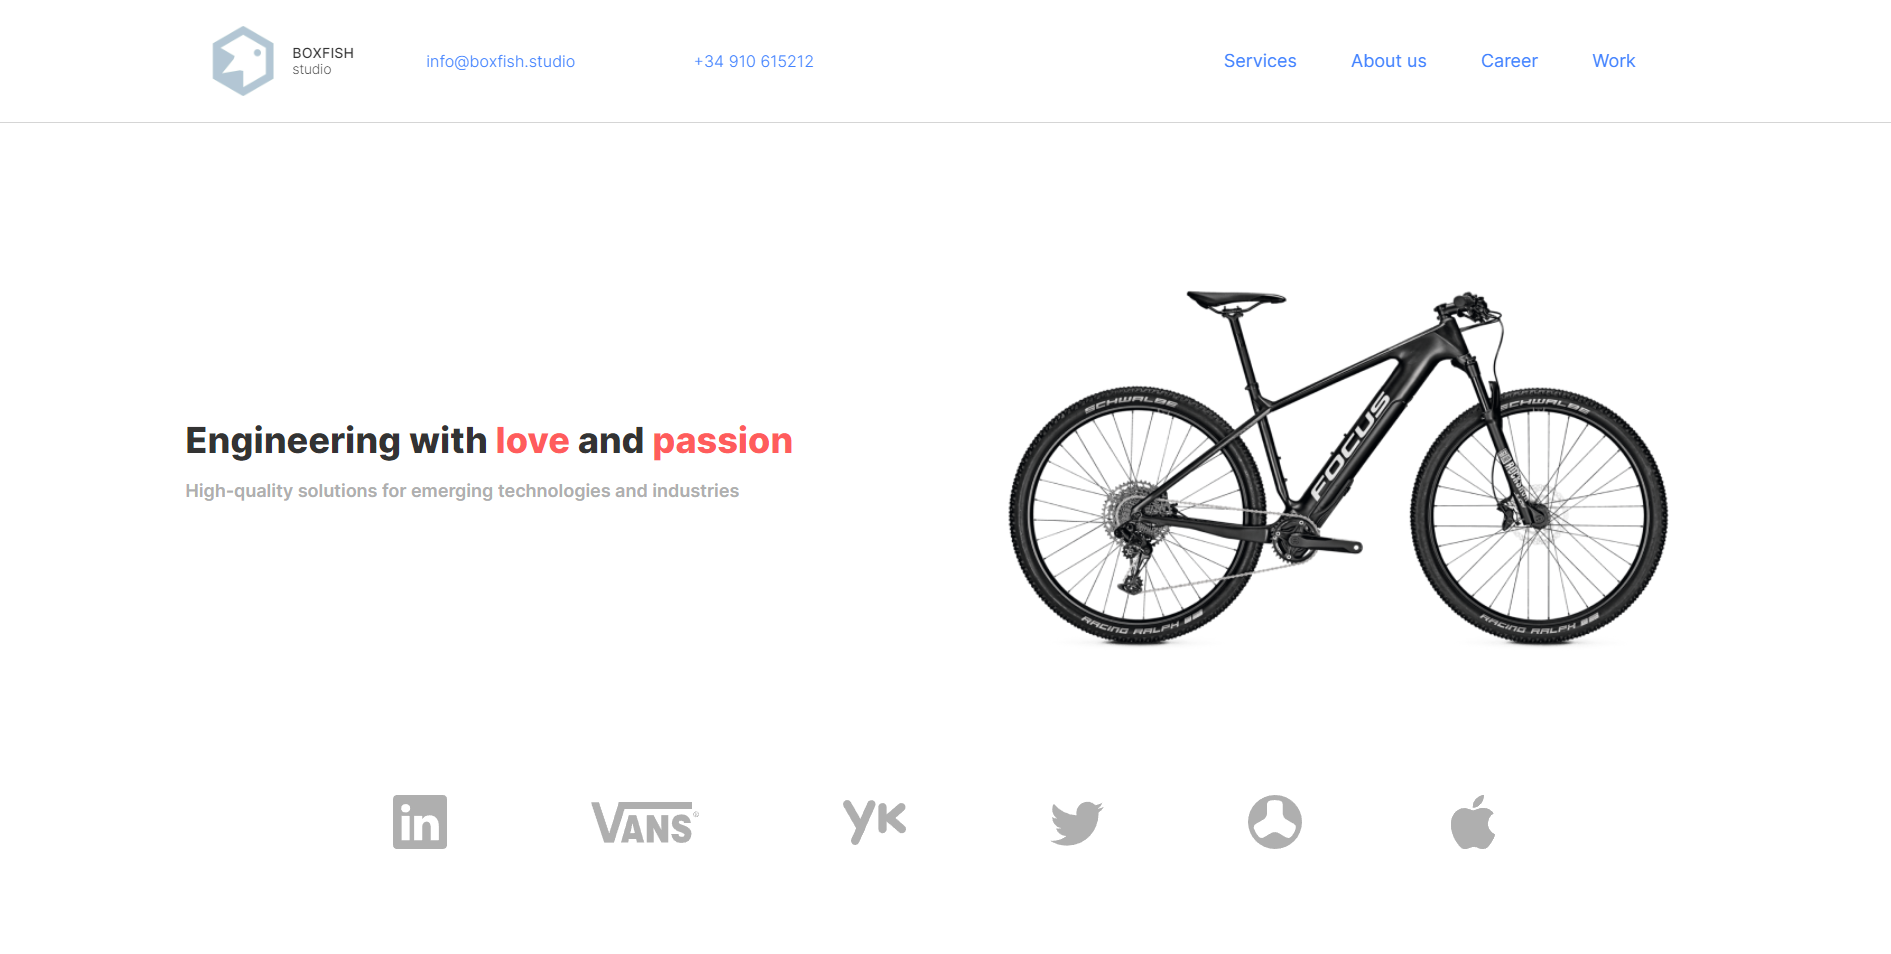 BOXFISH
studio
info@boxfish.studio
+34 910 615212
Services
About us
Career
Work
Engineering with love and passion
High-quality solutions for emerging technologies and industries
SCHWALBE
SCHWALBE
FOCUS
RACING RALPH
RACING RALPH
in
VANS
YK